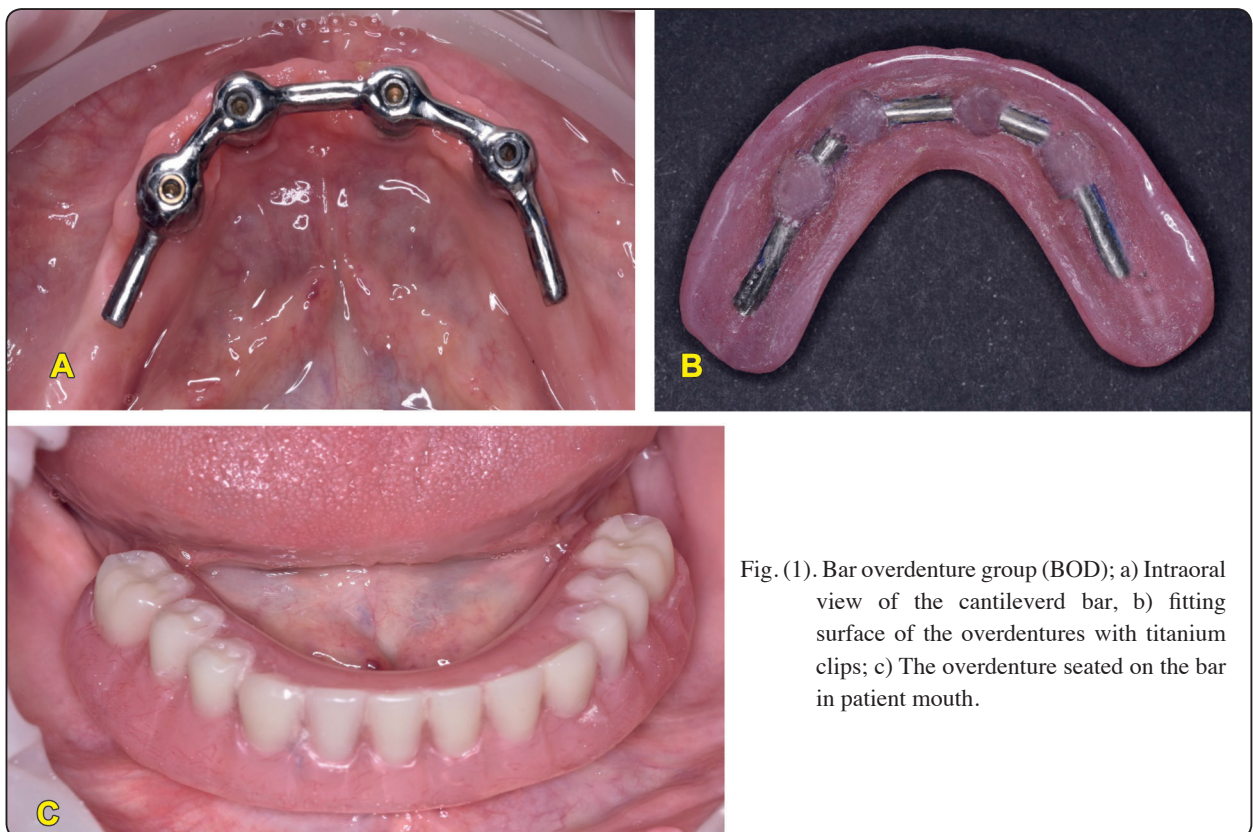 A
B
C
Fig. (1). Bar overdenture group (BOD); a) Intraoral
view of the cantileverd bar, b) fitting
surface of the overdentures with titanium
clips; c) The overdenture seated on the bar
in patient mouth.